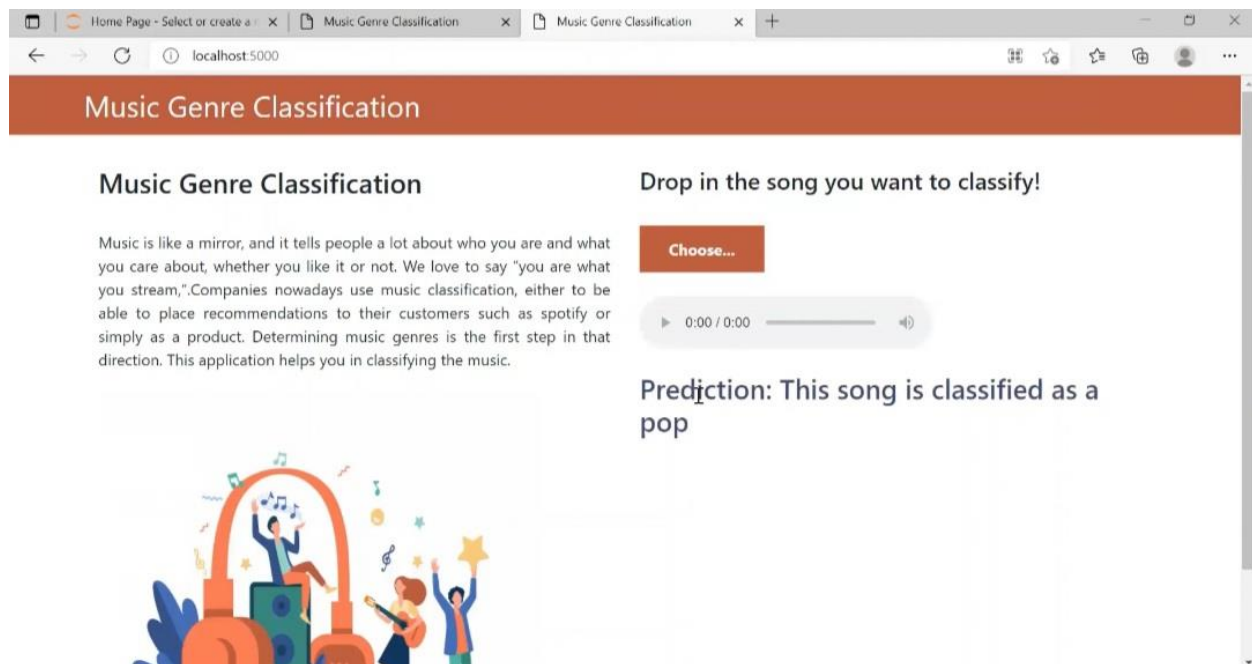 Home Page - Select or create a n
Music Genre Classification
Music Genre Classification
localhost:5000
Music Genre Classification
Music Genre Classification
Music is like a mirror, and it tells people a lot about who you are and what
you care about, whether you like it or not. We love to say "you are what
you stream,".Companies nowadays use music classification, either to be
able to place recommendations to their customers such as spotify or
simply as a product. Determining music genres is the first step in that
direction. This application helps you in classifying the music.
Drop in the song you want to classify!
Choose...
0:00 / 0:00
Prediction: This song is classified as a
pop